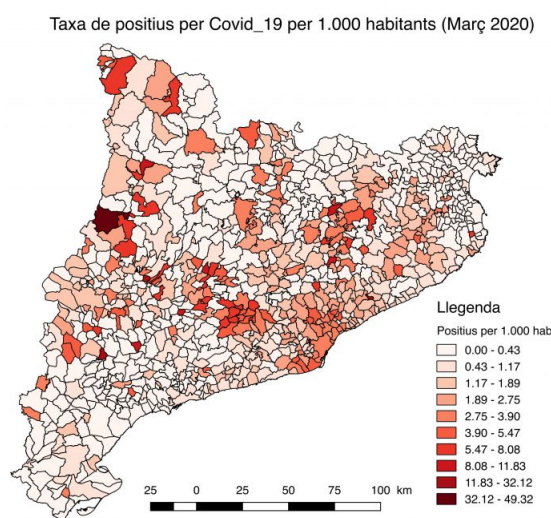 Taxa de positius per Covid_19 per 1.000 habitants (Març 2020)
Llegenda
Positius per 1.000 hab
0.00 - 0.43
0.43 - 1.17
1.17 - 1.89
1.89 - 2.75
2.75 - 3.90
3.90 - 5.47
5.47 - 8.08
8.08 - 11.83
11.83 - 32.12
32.12 - 49.32
25 0 25 50 75 100 km